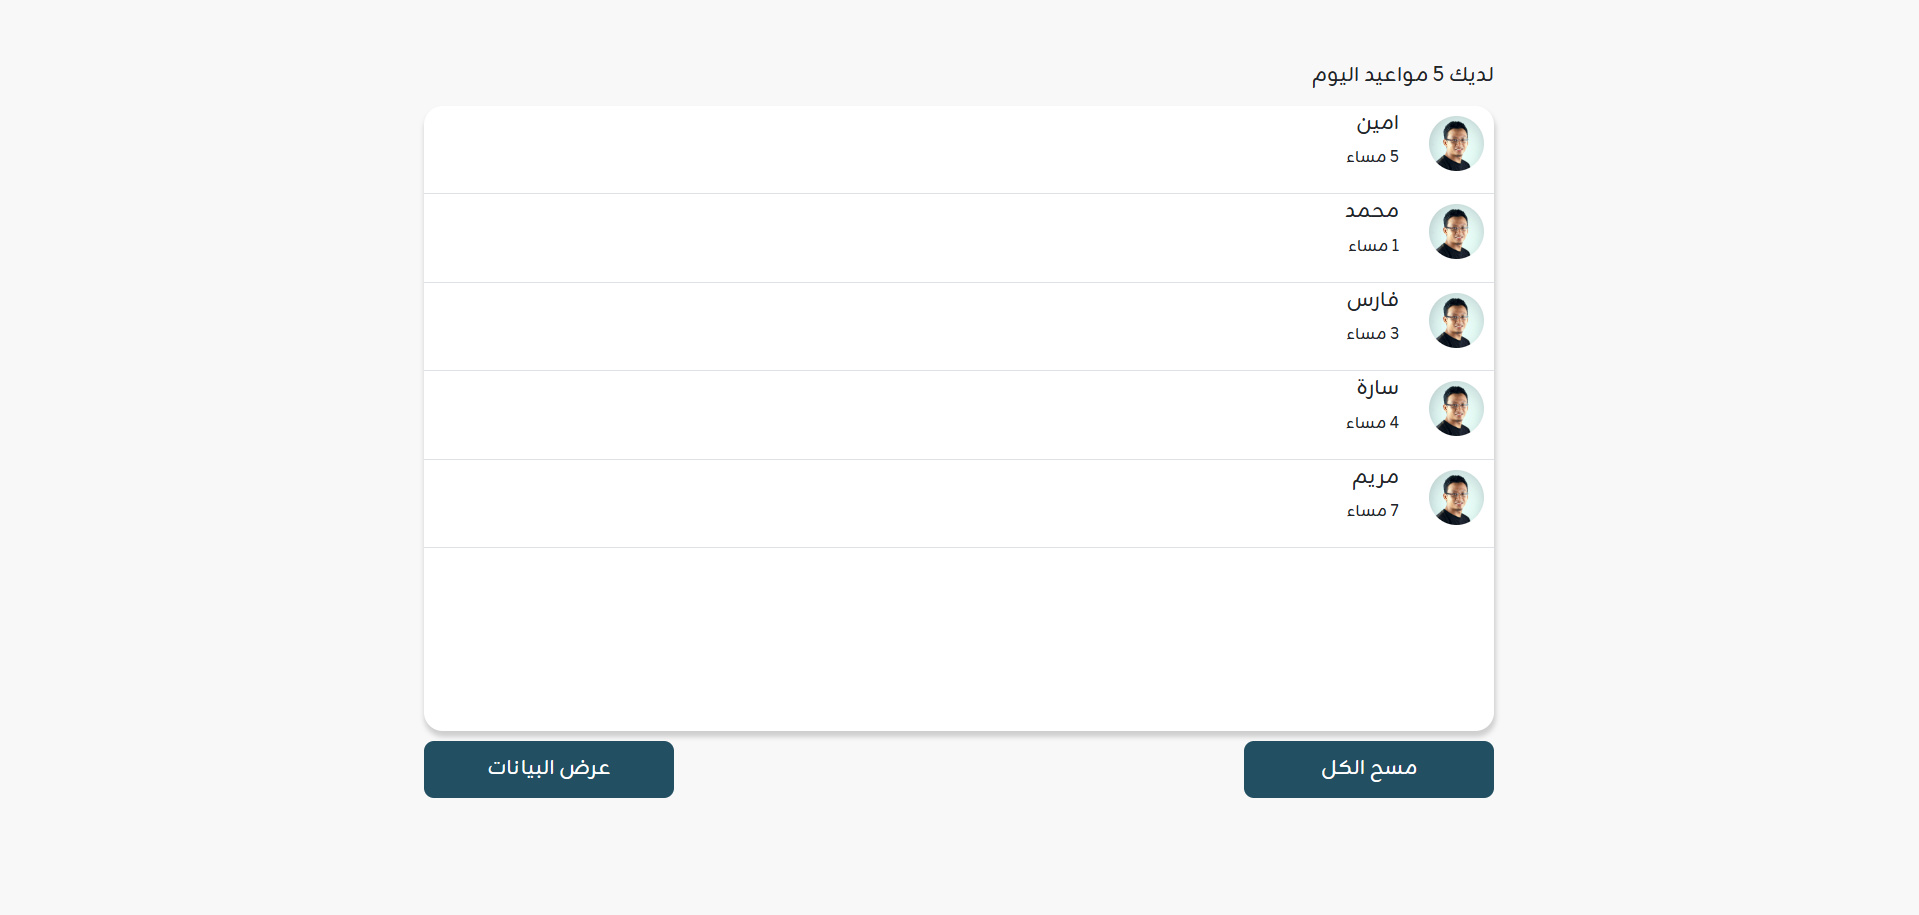 لديك 5 مواعيد اليوم
امين
5 مساء
محمد
1 مساء
فارس
3 مساء
سارة
4 مساء
مريم
7 مساء
مسح الكل
عرض البيانات